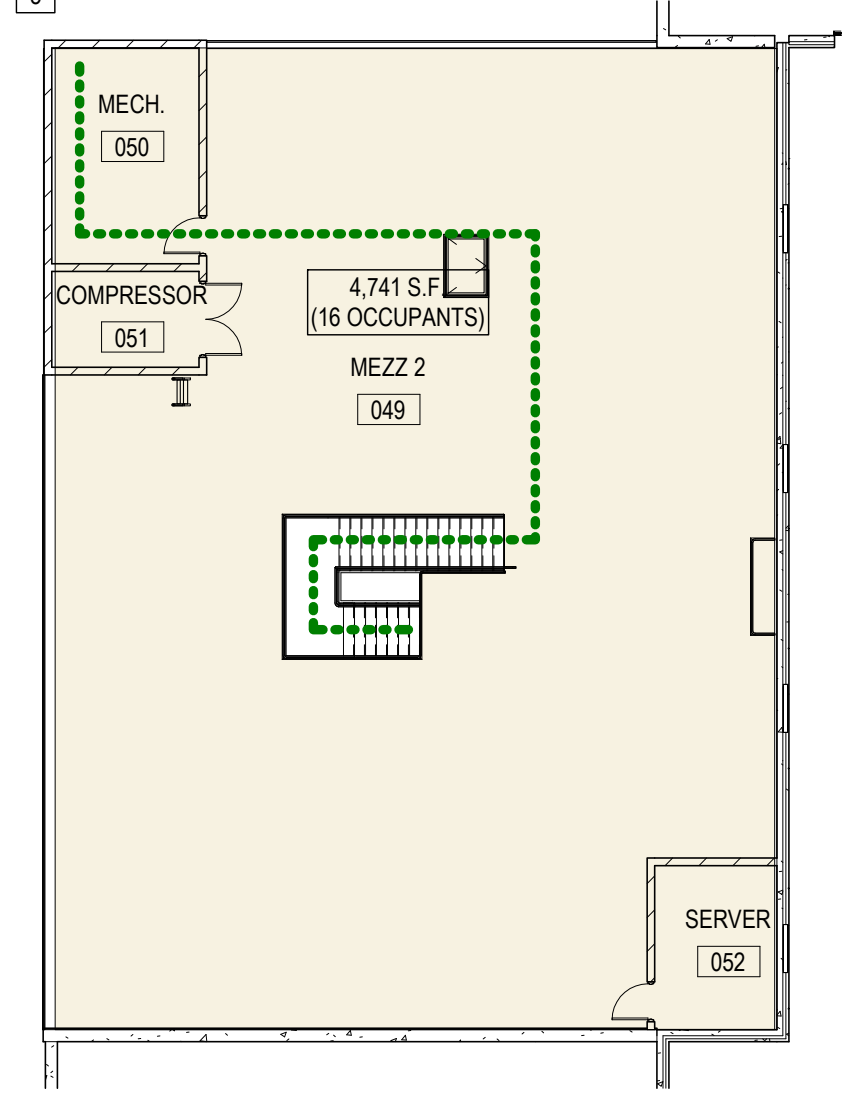 MECH.
050
COMPRESSOR
051
4,741 S.F.
(16 OCCUPANTS)
MEZZ 2
049
SERVER
052